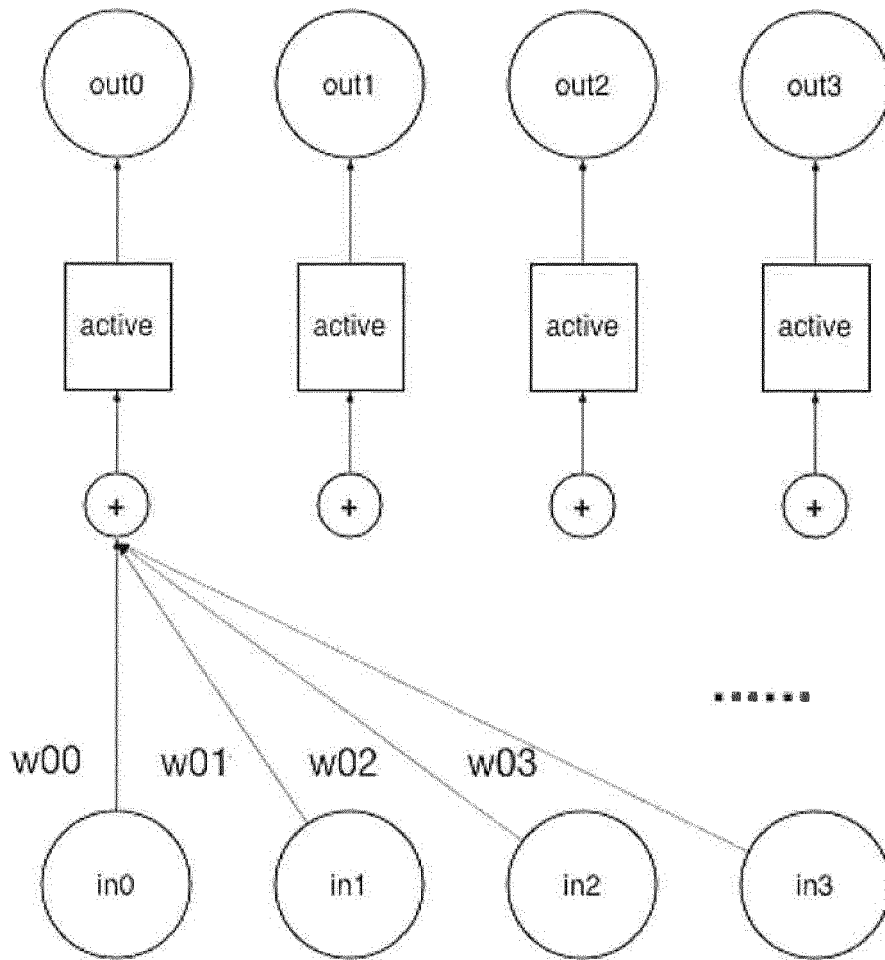 out0 out1 out2 out3
active active active active
+ + + +
......
w00 w01 w02 w03
in0 in1 in2 in3